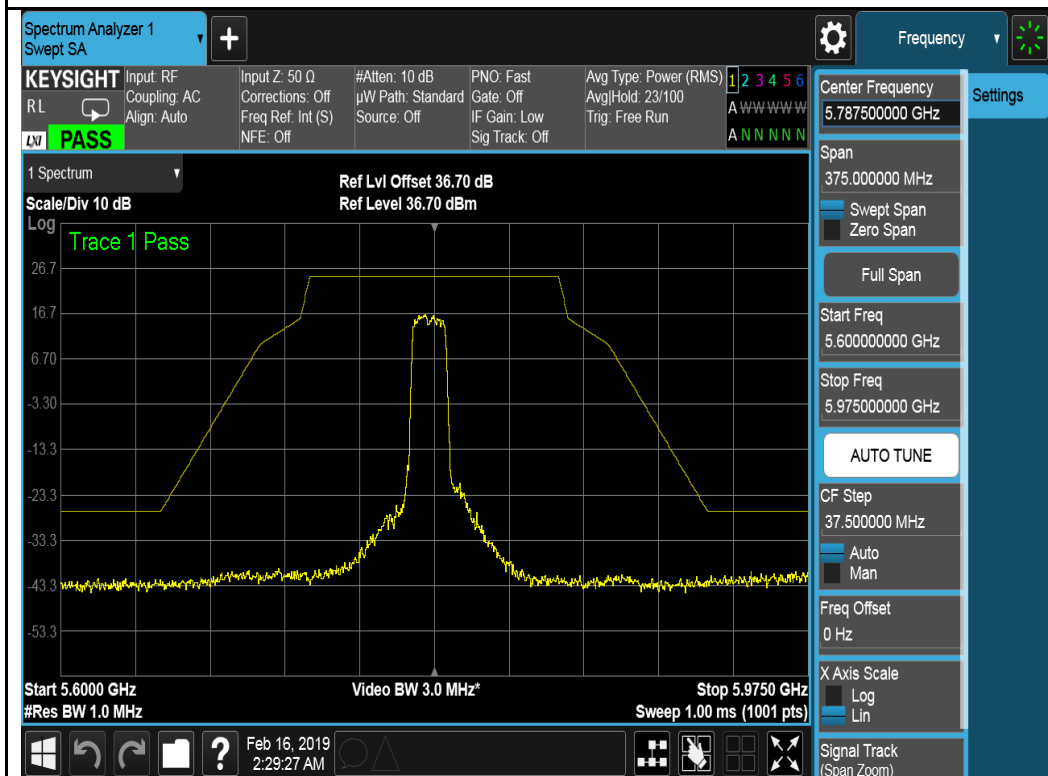 Spectrum Analyzer 1
Swept SA
Frequency
KEYSIGHT
RL
LXI PASS
Input: RF
Coupling: AC
Align: Auto
Input Z: 50 Ω
Corrections: Off
Freq Ref: Int (S)
NFE: Off
#Atten: 10 dB
µW Path: Standard
Source: Off
PNO: Fast
Gate: Off
IF Gain: Low
Sig Track: Off
Avg Type: Power (RMS)
Avg|Hold: 23/100
Trig: Free Run
1 2 3 4 5 6
A W W W W W
A N N N N N
1 Spectrum
Scale/Div 10 dB
Ref Lvl Offset 36.70 dB
Ref Level 36.70 dBm
Log
Trace 1 Pass
26.7
16.7
6.70
-3.30
-13.3
-23.3
-33.3
-43.3
-53.3
Start 5.6000 GHz
#Res BW 1.0 MHz
Video BW 3.0 MHz*
Stop 5.9750 GHz
Sweep 1.00 ms (1001 pts)
?
Feb 16, 2019
2:29:27 AM
Center Frequency
5.787500000 GHz
Span
375.000000 MHz
Swept Span
Zero Span
Full Span
Start Freq
5.600000000 GHz
Stop Freq
5.975000000 GHz
AUTO TUNE
CF Step
37.500000 MHz
Auto
Man
Freq Offset
0 Hz
X Axis Scale
Log
Lin
Signal Track
(Span Zoom)
Settings